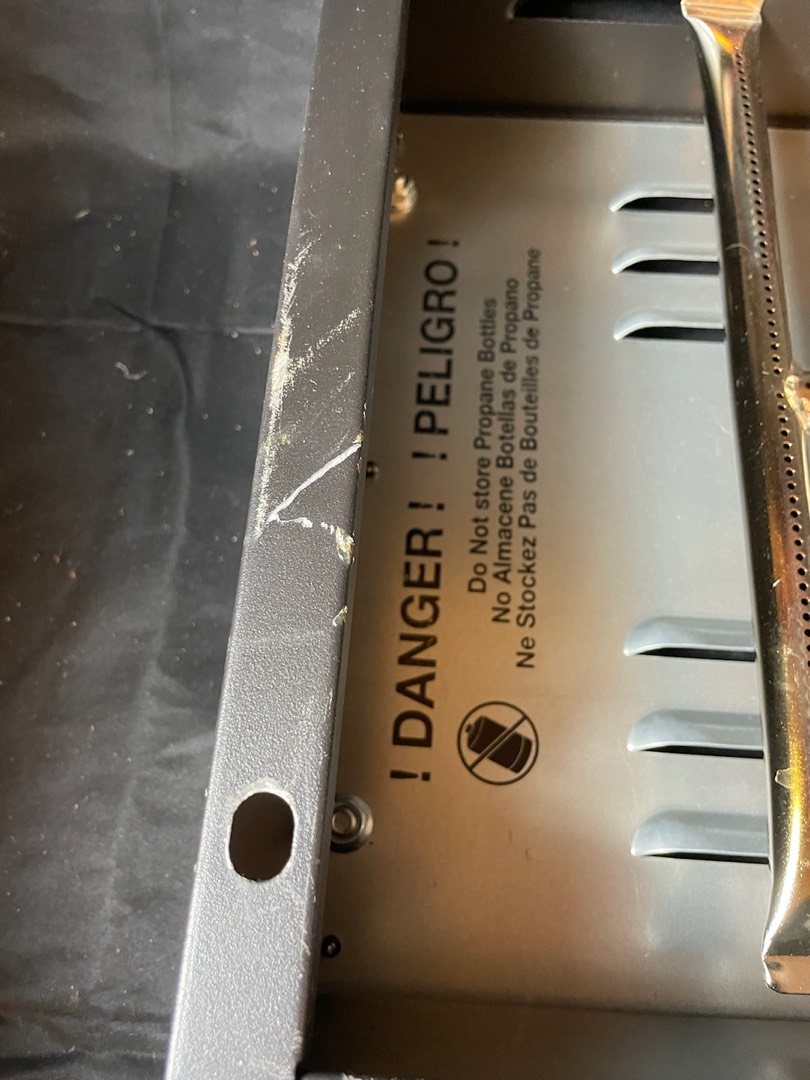 ! DANGER ! ! PELIGRO !
Do Not store Propane Bottles
No Almacene Botellas de Propano
Ne Stockez Pas de Bouteilles de Propane